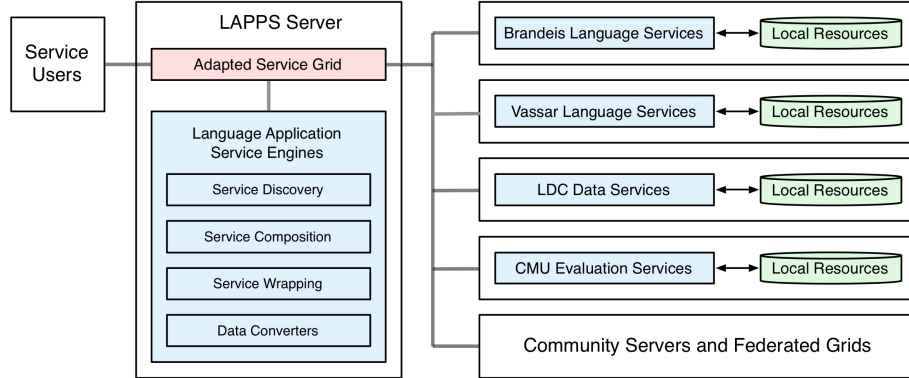 Service
Users
LAPPS Server
Adapted Service Grid
Language Application
Service Engines
Service Discovery
Service Composition
Service Wrapping
Data Converters
Brandeis Language Services
Local Resources
Vassar Language Services
Local Resources
LDC Data Services
Local Resources
CMU Evaluation Services
Local Resources
Community Servers and Federated Grids